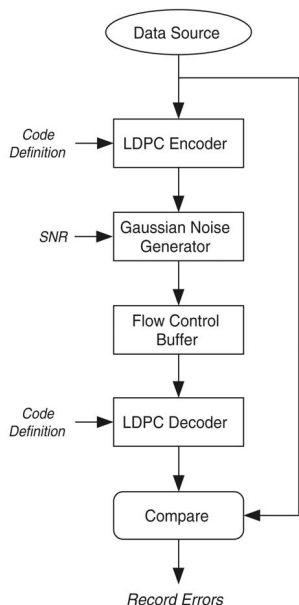 Data Source
Code
Definition
LDPC Encoder
SNR
Gaussian Noise
Generator
Flow Control
Buffer
Code
Definition
LDPC Decoder
Compare
Record Errors